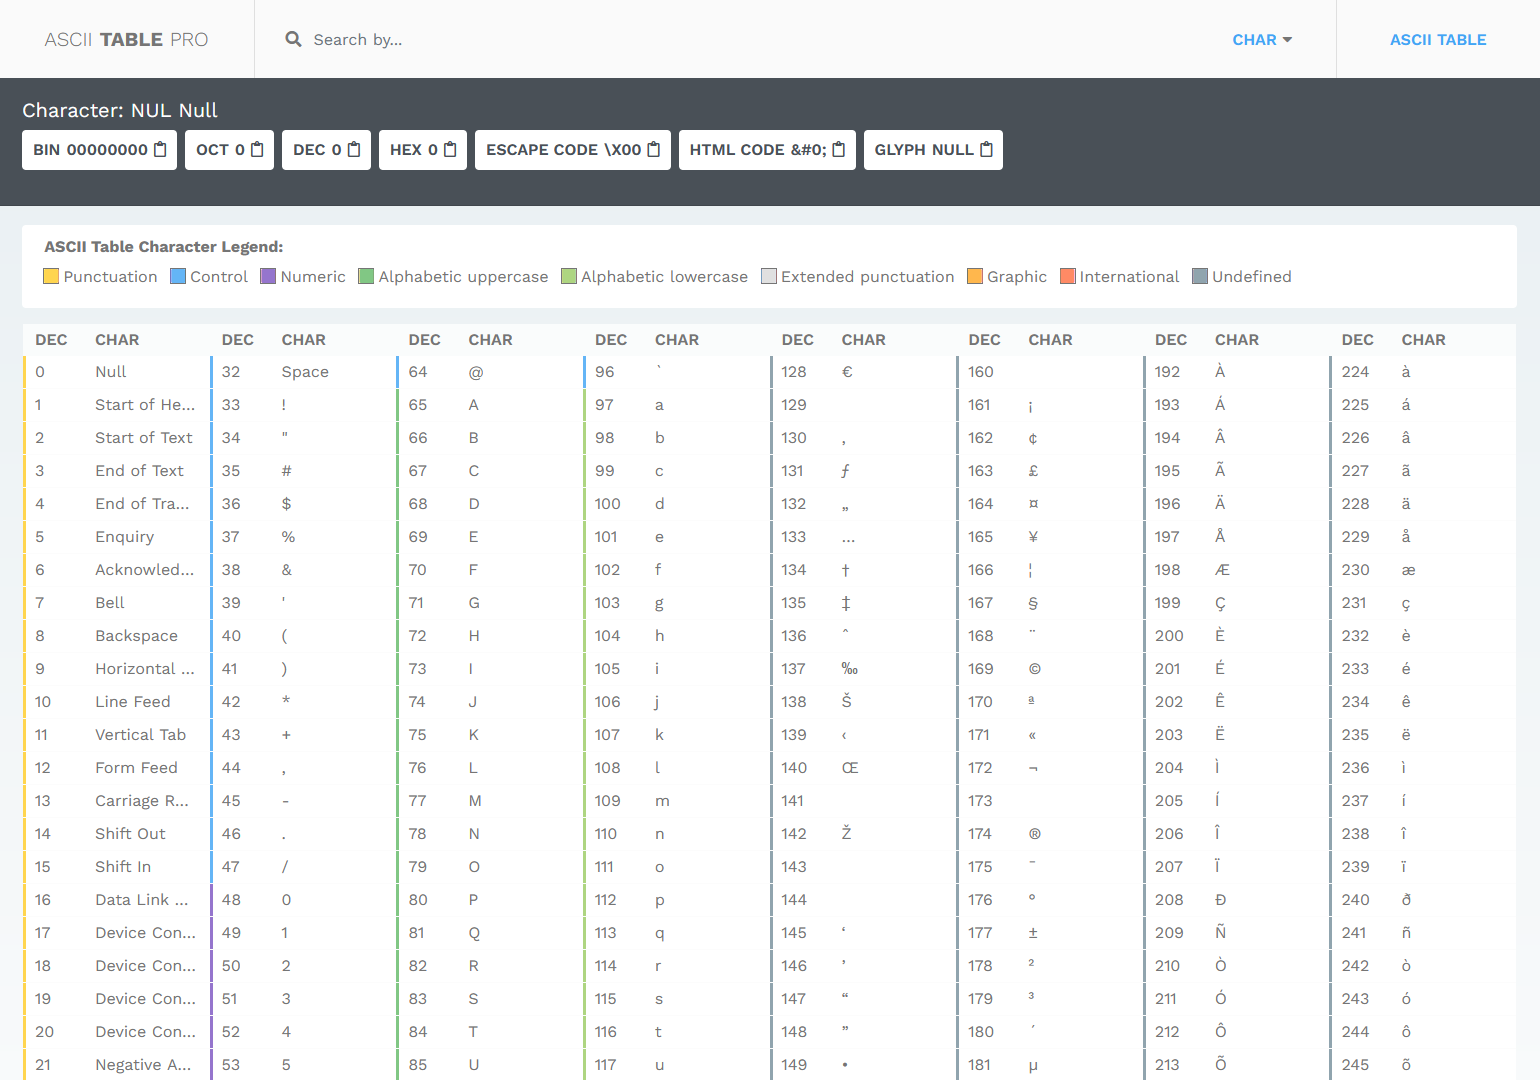 ASCII TABLE PRO Search by... CHAR ASCII TABLE
Character: NUL Null
BIN 00000000 OCT 0 DEC 0 HEX 0 ESCAPE CODE \X00 HTML CODE &#0; GLYPH NULL
ASCII Table Character Legend:
Punctuation Control Numeric Alphabetic uppercase Alphabetic lowercase Extended punctuation Graphic International Undefined
DEC CHAR DEC CHAR DEC CHAR DEC CHAR DEC CHAR DEC CHAR DEC CHAR DEC CHAR
0 Null 32 Space 64 @ 96 ` 128 € 160 192 À 224 à
1 Start of He... 33 ! 65 A 97 a 129 161 ¡ 193 Á 225 á
2 Start of Text 34 " 66 B 98 b 130 ‚ 162 ¢ 194 Â 226 â
3 End of Text 35 # 67 C 99 c 131 ƒ 163 £ 195 Ã 227 ã
4 End of Tra... 36 $ 68 D 100 d 132 „ 164 ¤ 196 Ä 228 ä
5 Enquiry 37 % 69 E 101 e 133 … 165 ¥ 197 Å 229 å
6 Acknowled... 38 & 70 F 102 f 134 † 166 ¦ 198 Æ 230 æ
7 Bell 39 ' 71 G 103 g 135 ‡ 167 § 199 Ç 231 ç
8 Backspace 40 ( 72 H 104 h 136 ˆ 168 ¨ 200 È 232 è
9 Horizontal ... 41 ) 73 I 105 i 137 ‰ 169 © 201 É 233 é
10 Line Feed 42 * 74 J 106 j 138 Š 170 ª 202 Ê 234 ê
11 Vertical Tab 43 + 75 K 107 k 139 ‹ 171 « 203 Ë 235 ë
12 Form Feed 44 , 76 L 108 l 140 Œ 172 ¬ 204 Ì 236 ì
13 Carriage R... 45 - 77 M 109 m 141 173 205 Í 237 í
14 Shift Out 46 . 78 N 110 n 142 Ž 174 ® 206 Î 238 î
15 Shift In 47 / 79 O 111 o 143 175 ¯ 207 Ï 239 ï
16 Data Link ... 48 0 80 P 112 p 144 176 ° 208 Ð 240 ð
17 Device Con... 49 1 81 Q 113 q 145 ‘ 177 ± 209 Ñ 241 ñ
18 Device Con... 50 2 82 R 114 r 146 ’ 178 ² 210 Ò 242 ò
19 Device Con... 51 3 83 S 115 s 147 “ 179 ³ 211 Ó 243 ó
20 Device Con... 52 4 84 T 116 t 148 ” 180 ´ 212 Ô 244 ô
21 Negative A... 53 5 85 U 117 u 149 • 181 µ 213 Õ 245 õ